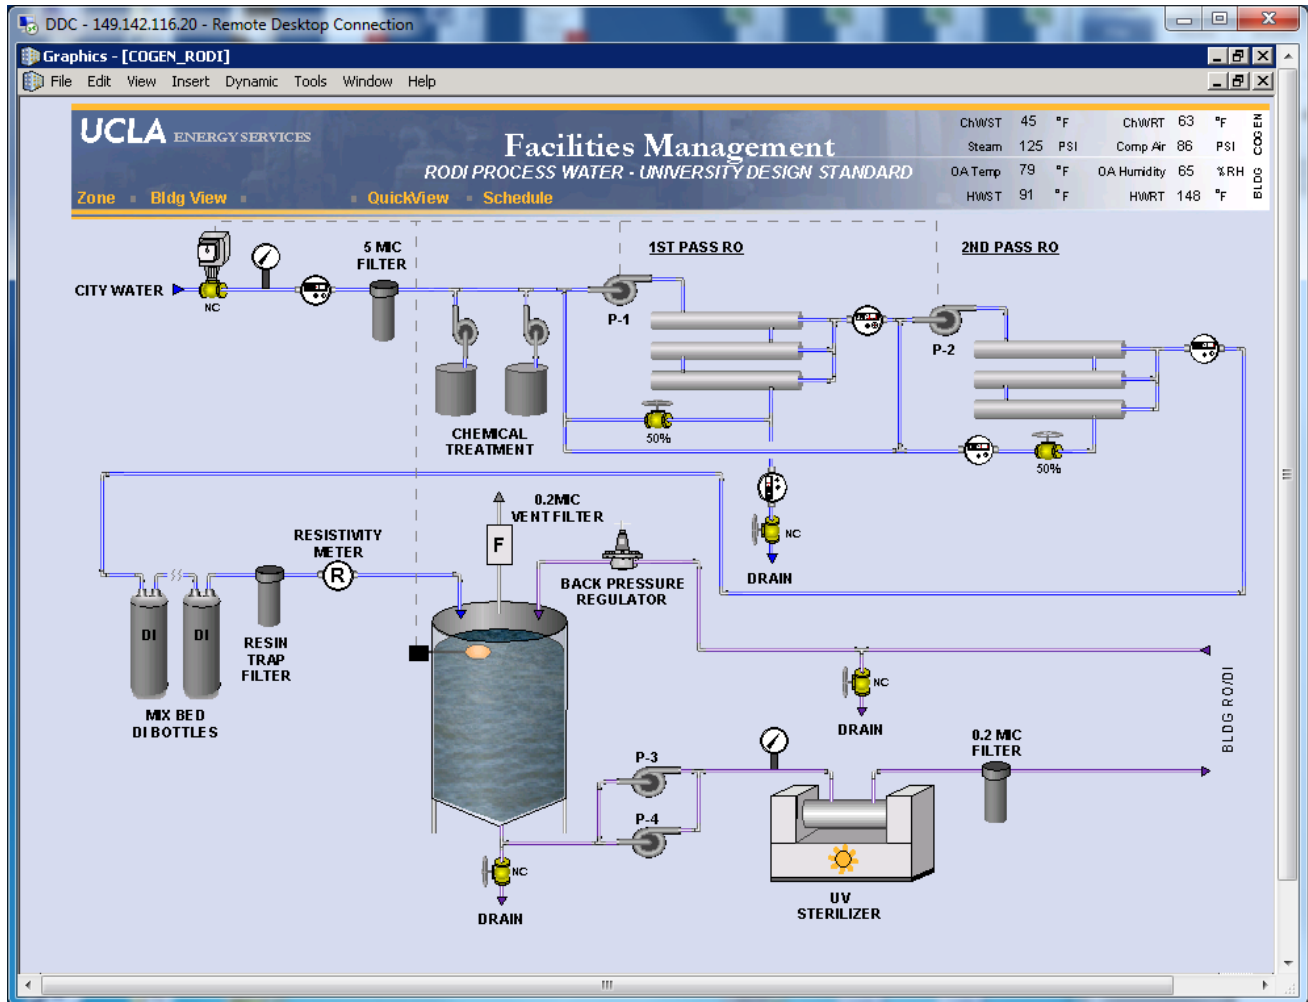 DDC - 149.142.116.20 - Remote Desktop Connection
Graphics - [COGEN_RODI]
File Edit View Insert Dynamic Tools Window Help
UCLA ENERGY SERVICES
Facilities Management
RODI PROCESS WATER - UNIVERSITY DESIGN STANDARD
Zone Bldg View QuickView Schedule
ChWST 45 °F ChWRT 63 °F
Steam 125 PSI Comp Air 86 PSI
COGEN
OA Temp 79 °F OA Humidity 65 %RH
HWST 91 °F HWRT 148 °F
BLDG
1ST PASS RO
2ND PASS RO
5 MIC
FILTER
CITY WATER
NC
P-1
P-2
CHEMICAL
TREATMENT
50%
50%
NC
DRAIN
0.2MIC
VENT FILTER
F
RESISTIVITY
METER
R
BACK PRESSURE
REGULATOR
DI
DI
RESIN
TRAP
FILTER
MIX BED
DI BOTTLES
NC
DRAIN
BLDG RO/DI
0.2 MIC
FILTER
P-3
P-4
NC
DRAIN
UV
STERILIZER